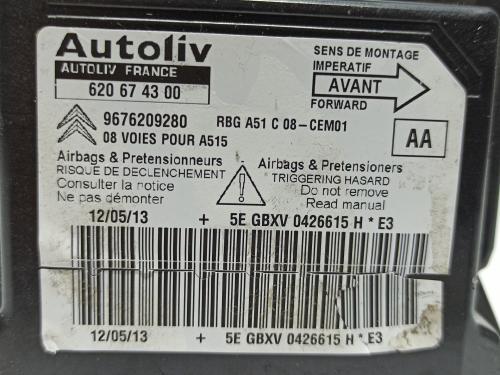 Autoliv
AUTOLIV FRANCE
620 67 43 00
SENS DE MONTAGE
IMPERATIF
AVANT
FORWARD
9676209280 RBG A51 C 08-CEM01
08 VOIES POUR A515
AA
Airbags & Pretensionneurs
RISQUE DE DECLENCHEMENT
Consulter la notice
Ne pas démonter
Airbags & Pretensioners
TRIGGERING HASARD
Do not remove
Read manual
12/05/13 + 5E GBXV 0426615 H * E3
12/05/13 + 5E GBXV 0426615 H * E3